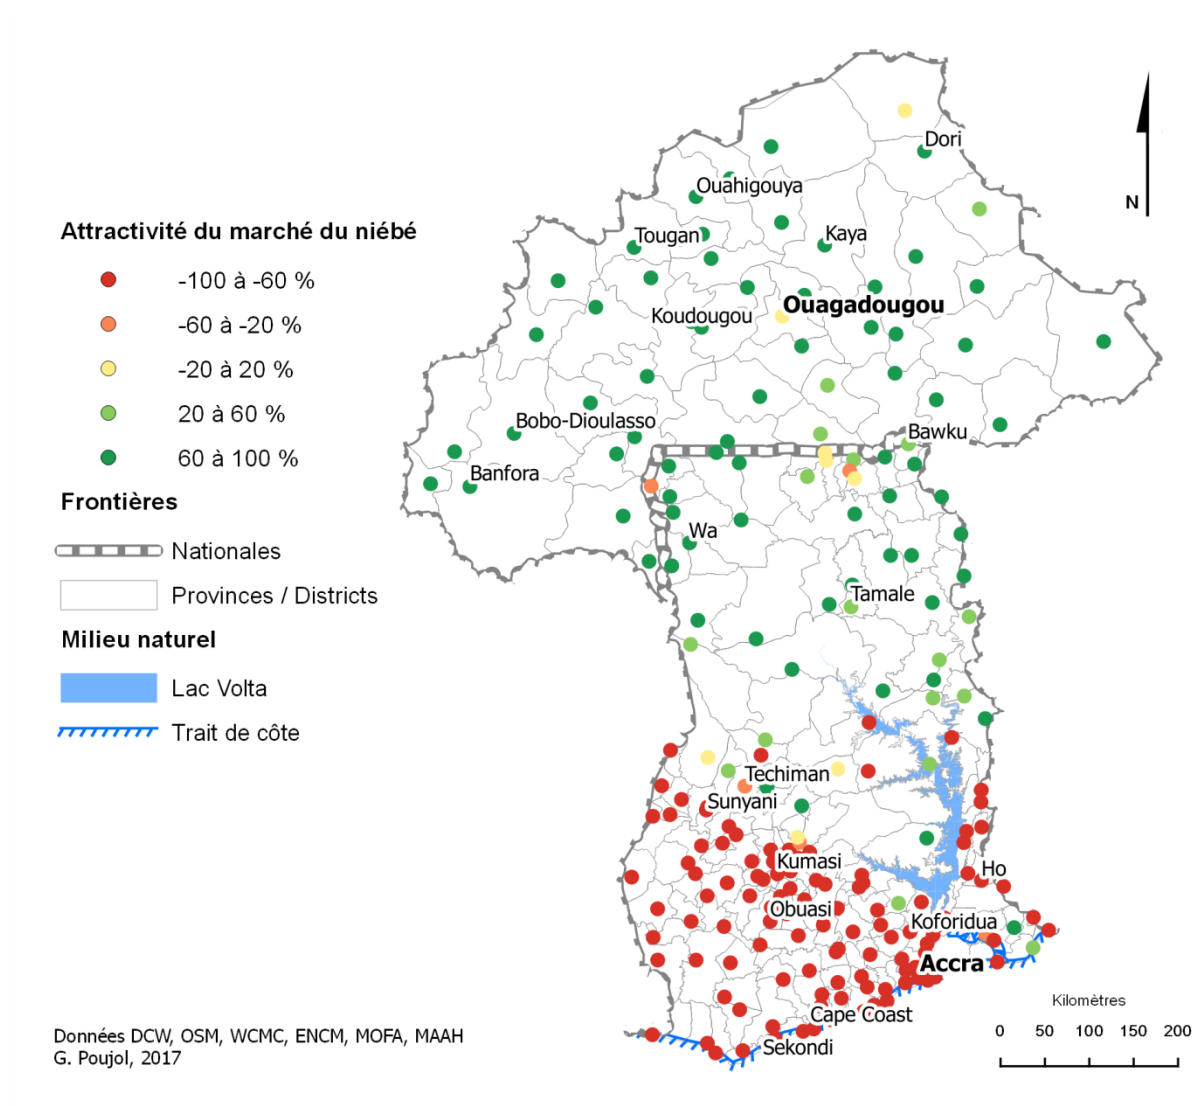 Dori
Ouahigouya
N
Attractivité du marché du niébé
Tougan
Kaya
-100 à -60 %
Ouagadougou
Koudougou
-60 à -20 %
-20 à 20 %
20 à 60 %
Bobo-Dioulasso
Bawku
60 à 100 %
Banfora
Frontières
Wa
Nationales
Provinces / Districts
Tamale
Milieu naturel
Lac Volta
Trait de côte
Techiman
Sunyani
Kumasi
Ho
Obuasi
Koforidua
Accra
Kilomètres
Cape Coast
0 50 100 150 200
Sekondi
Données DCW, OSM, WCMC, ENCM, MOFA, MAAH
G. Poujol, 2017